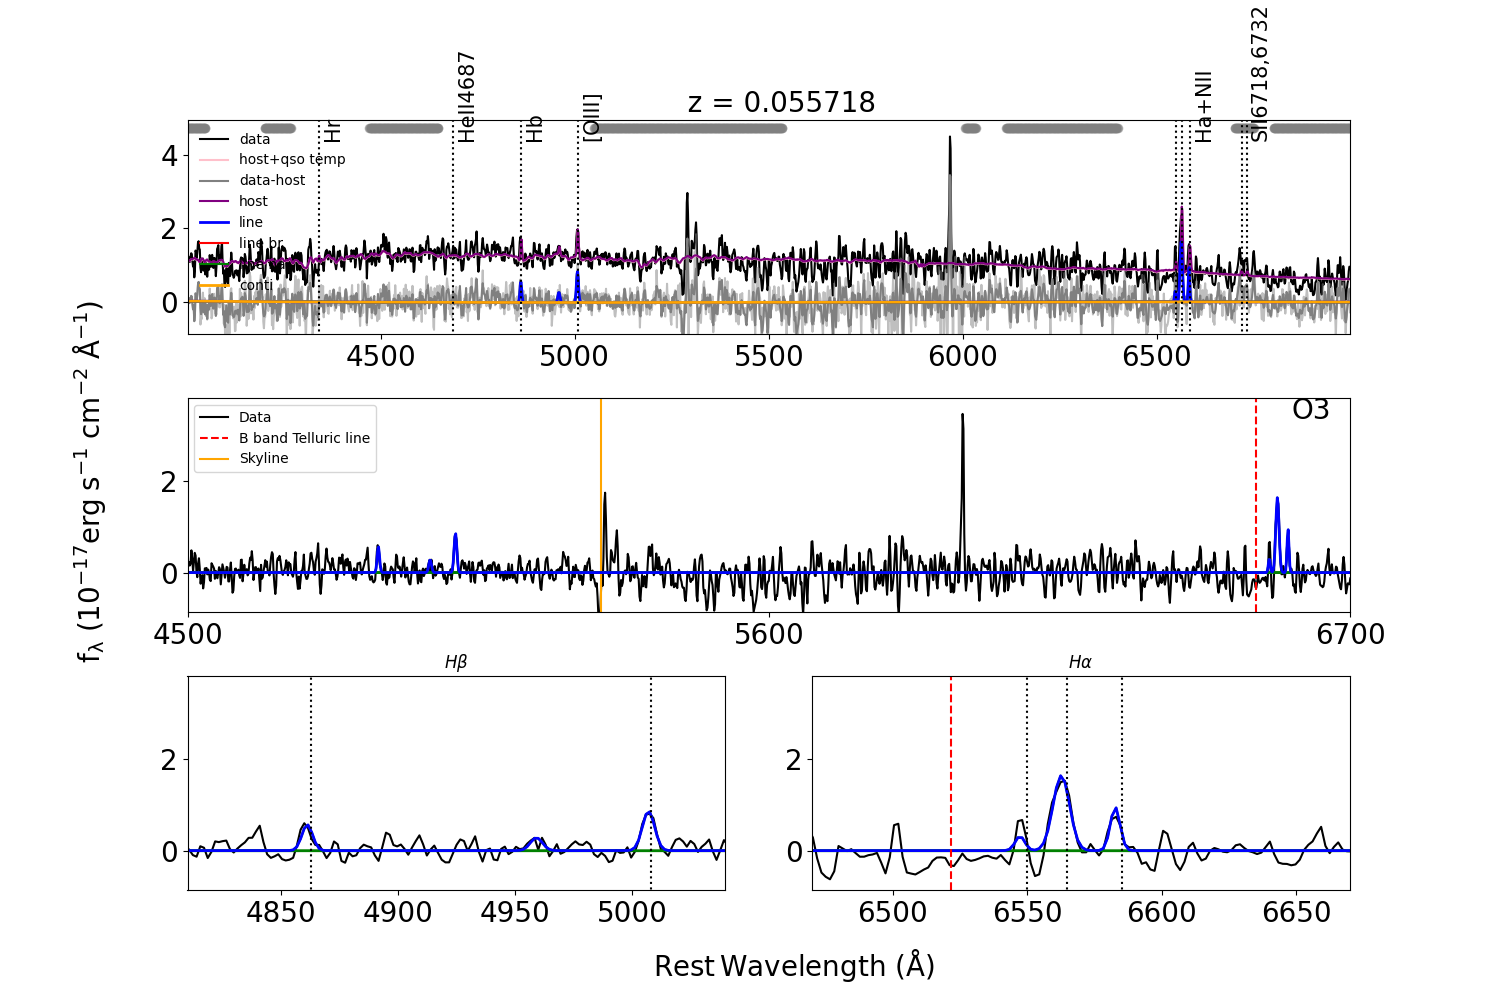 z = 0.055718
Hr
HeII4687
Hb
[OIII]
Ha+NII
SII6718,6732
data
host+qso temp
data-host
host
line
line br
conti
4
2
0
4500
5000
5500
6000
6500
Data
B band Telluric line
Skyline
O3
2
0
4500
5600
6700
fλ (10⁻¹⁷erg s⁻¹ cm⁻² Å⁻¹)
Hβ
2
0
4850
4900
4950
5000
Hα
2
0
6500
6550
6600
6650
Rest Wavelength (Å)